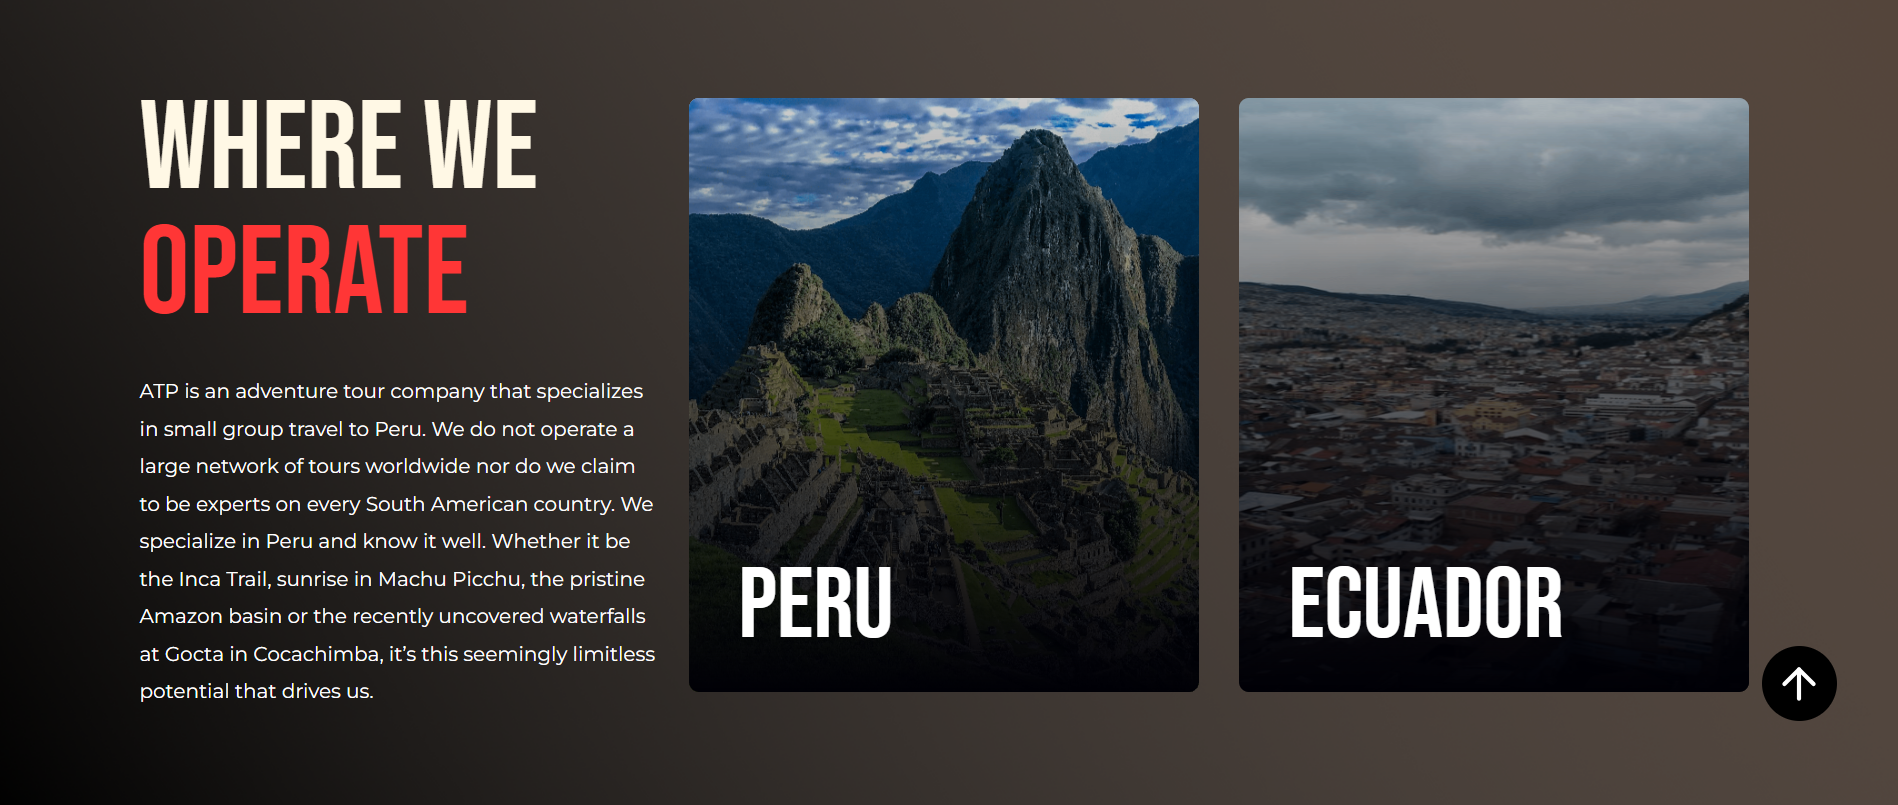 WHERE WE
OPERATE
ATP is an adventure tour company that specializes
in small group travel to Peru. We do not operate a
large network of tours worldwide nor do we claim
to be experts on every South American country. We
specialize in Peru and know it well. Whether it be
the Inca Trail, sunrise in Machu Picchu, the pristine
Amazon basin or the recently uncovered waterfalls
at Gocta in Cocachimba, it’s this seemingly limitless
potential that drives us.
PERU
ECUADOR